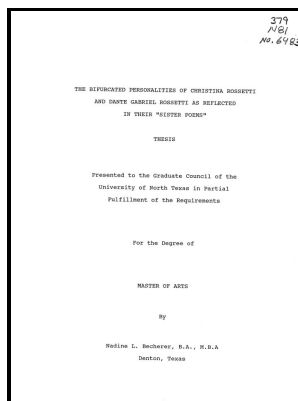 379
N81
No. 6483
THE BIFURCATED PERSONALITIES OF CHRISTINA ROSSETTI
AND DANTE GABRIEL ROSSETTI AS REFLECTED
IN THEIR "SISTER POEMS"
THESIS
Presented to the Graduate Council of the
University of North Texas in Partial
Fulfillment of the Requirements
For the Degree of
MASTER OF ARTS
By
Nadine L. Becherer, B.A., M.B.A
Denton, Texas